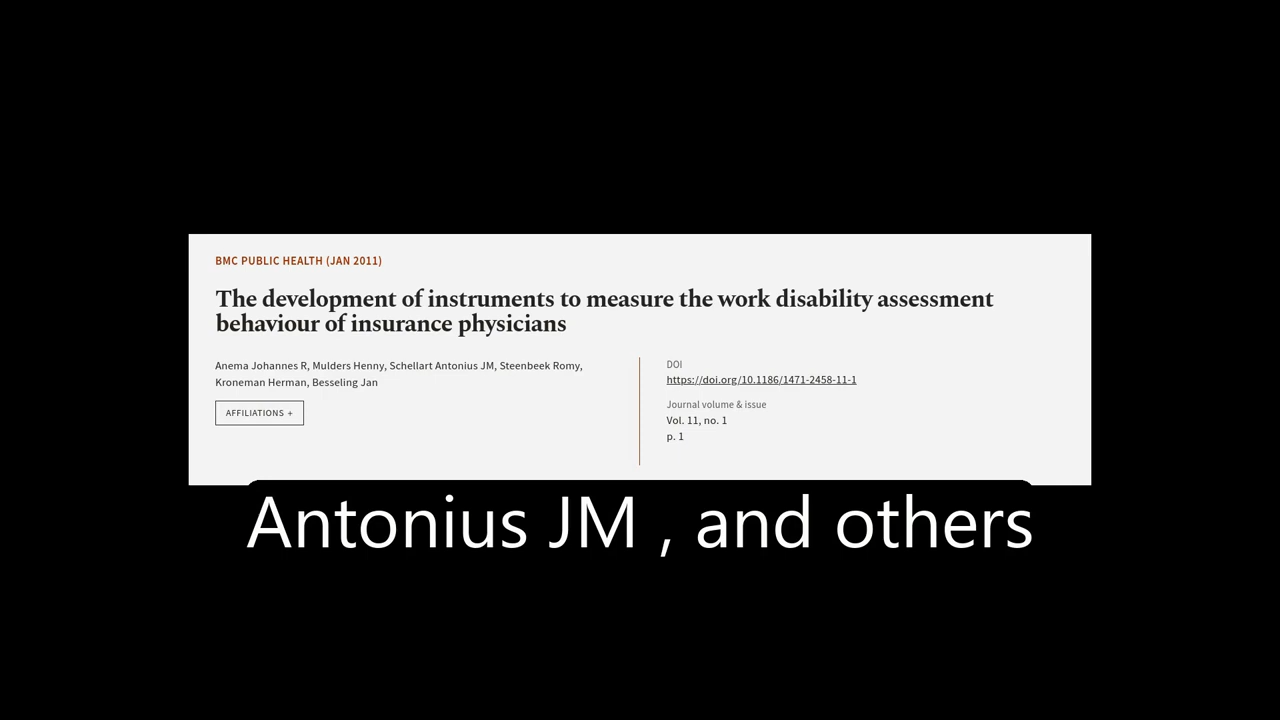 BMC PUBLIC HEALTH (JAN 2011)
The development of instruments to measure the work disability assessment
behaviour of insurance physicians
Anema Johannes R, Mulders Henny, Schellart Antonius JM, Steenbeek Romy,
Kroneman Herman, Besseling Jan
AFFILIATIONS +
DOI
https://doi.org/10.1186/1471-2458-11-1
Journal volume & issue
Vol. 11, no. 1
p. 1
Antonius JM , and others